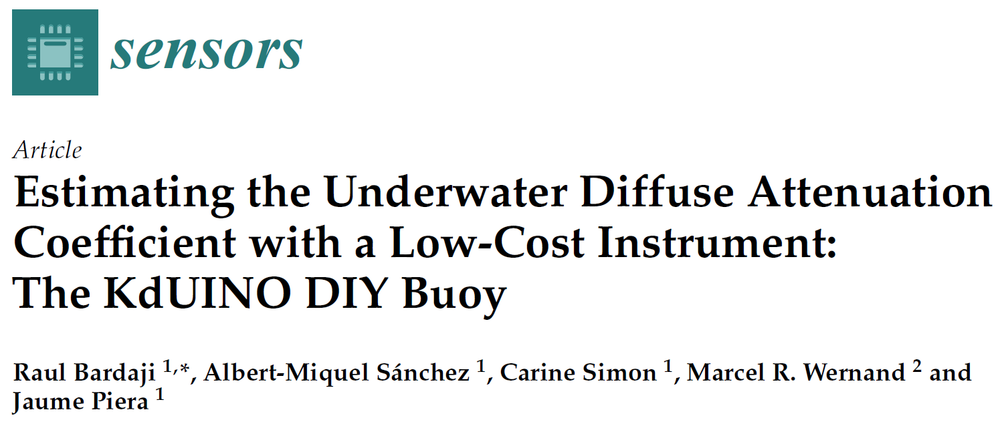 sensors
Article
Estimating the Underwater Diffuse Attenuation
Coefficient with a Low-Cost Instrument:
The KdUINO DIY Buoy
Raul Bardaji 1,*, Albert-Miquel Sánchez 1, Carine Simon 1, Marcel R. Wernand 2 and
Jaume Piera 1